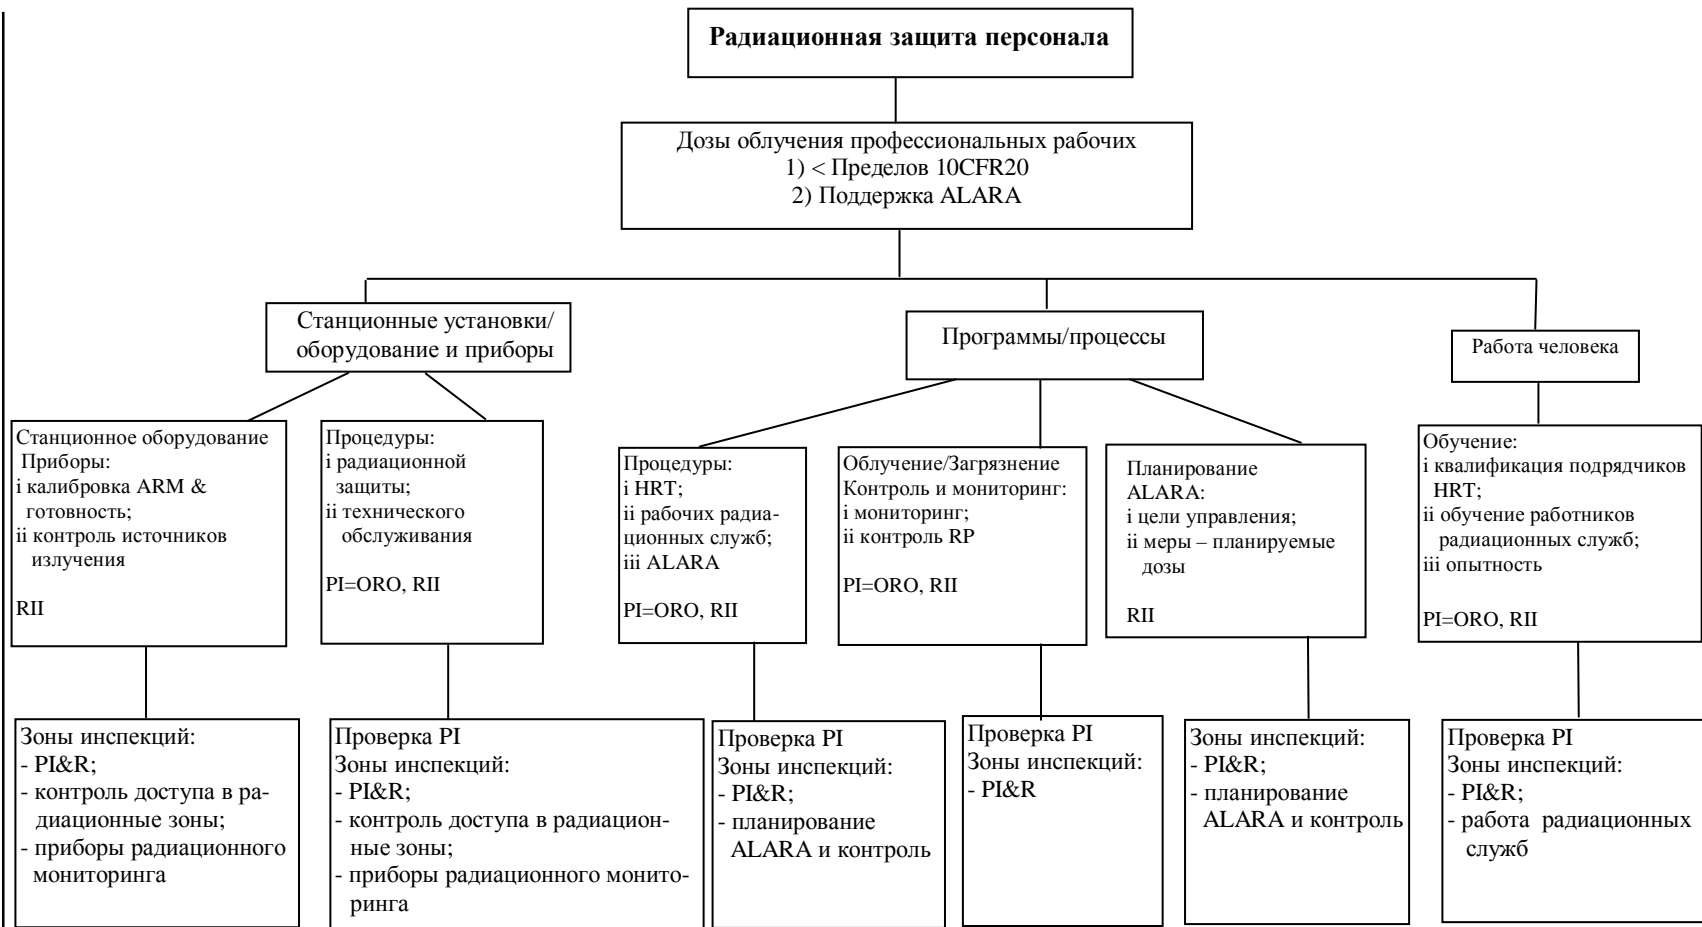 Радиационная защита персонала
Дозы облучения профессиональных рабочих
1) < Пределов 10CFR20
2) Поддержка ALARA
Станционные установки/
оборудование и приборы
Программы/процессы
Работа человека
Станционное оборудование
Приборы:
i калибровка ARM &
готовность;
ii контроль источников
излучения
RII
Процедуры:
i радиационной
защиты;
ii технического
обслуживания
PI=ORO, RII
Процедуры:
i HRT;
ii рабочих радиа-
ционных служб;
iii ALARA
PI=ORO, RII
Облучение/Загрязнение
Контроль и мониторинг:
i мониторинг;
ii контроль RP
PI=ORO, RII
Планирование
ALARA:
i цели управления;
ii меры – планируемые
дозы
RII
Обучение:
i квалификация подрядчиков
HRT;
ii обучение работников
радиационных служб;
iii опытность
PI=ORO, RII
Зоны инспекций:
- PI&R;
- контроль доступа в ра-
диационные зоны;
- приборы радиационного
мониторинга
Проверка PI
Зоны инспекций:
- PI&R;
- контроль доступа в радиацион-
ные зоны;
- приборы радиационного монито-
ринга
Проверка PI
Зоны инспекций:
- PI&R;
- планирование
ALARA и контроль
Проверка PI
Зоны инспекций:
- PI&R
Зоны инспекций:
- PI&R;
- планирование
ALARA и контроль
Проверка PI
Зоны инспекций:
- PI&R;
- работа радиационных
служб